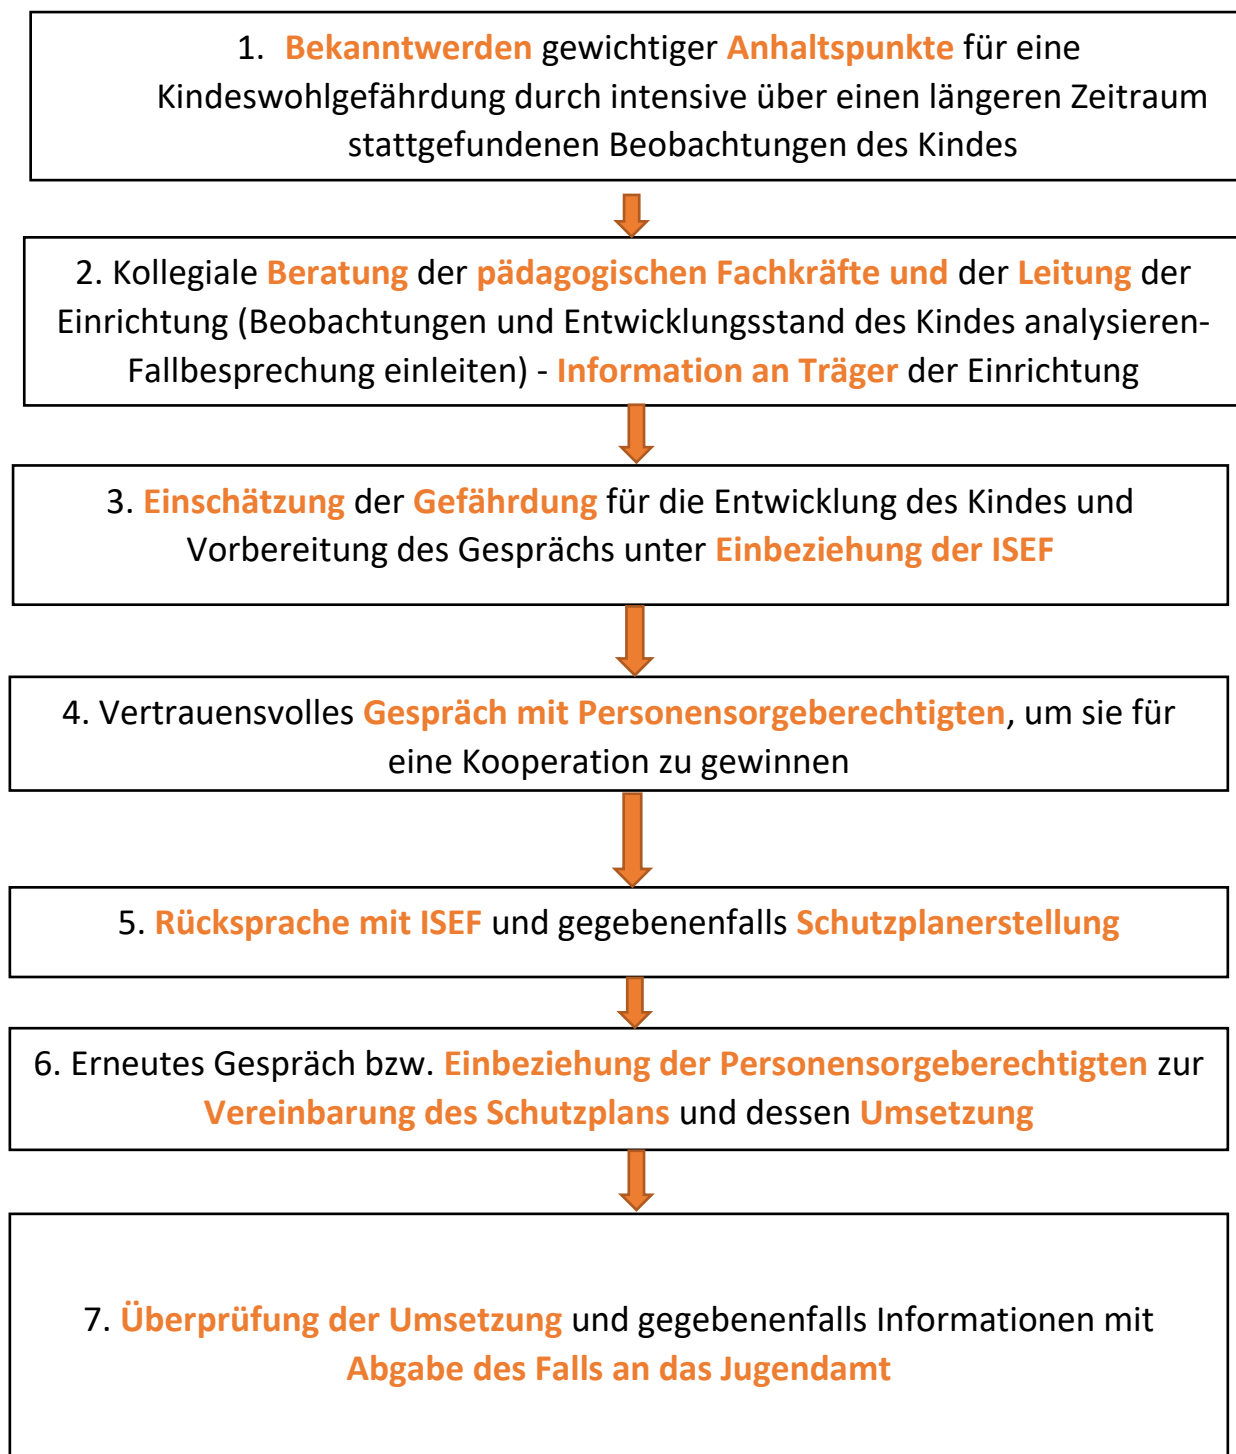 1. Bekanntwerden gewichtiger Anhaltspunkte für eine
Kindeswohlgefährdung durch intensive über einen längeren Zeitraum
stattgefundenen Beobachtungen des Kindes
2. Kollegiale Beratung der pädagogischen Fachkräfte und der Leitung der
Einrichtung (Beobachtungen und Entwicklungsstand des Kindes analysieren-
Fallbesprechung einleiten) - Information an Träger der Einrichtung
3. Einschätzung der Gefährdung für die Entwicklung des Kindes und
Vorbereitung des Gesprächs unter Einbeziehung der ISEF
4. Vertrauensvolles Gespräch mit Personensorgeberechtigten, um sie für
eine Kooperation zu gewinnen
5. Rücksprache mit ISEF und gegebenenfalls Schutzplanerstellung
6. Erneutes Gespräch bzw. Einbeziehung der Personensorgeberechtigten zur
Vereinbarung des Schutzplans und dessen Umsetzung
7. Überprüfung der Umsetzung und gegebenenfalls Informationen mit
Abgabe des Falls an das Jugendamt